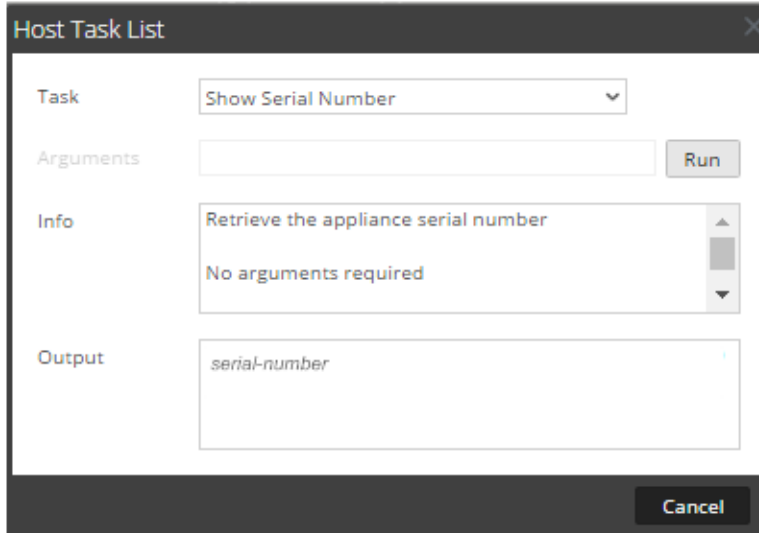 Host Task List
Task
Show Serial Number
Arguments
Run
Info
Retrieve the appliance serial number
No arguments required
Output
serial-number
Cancel